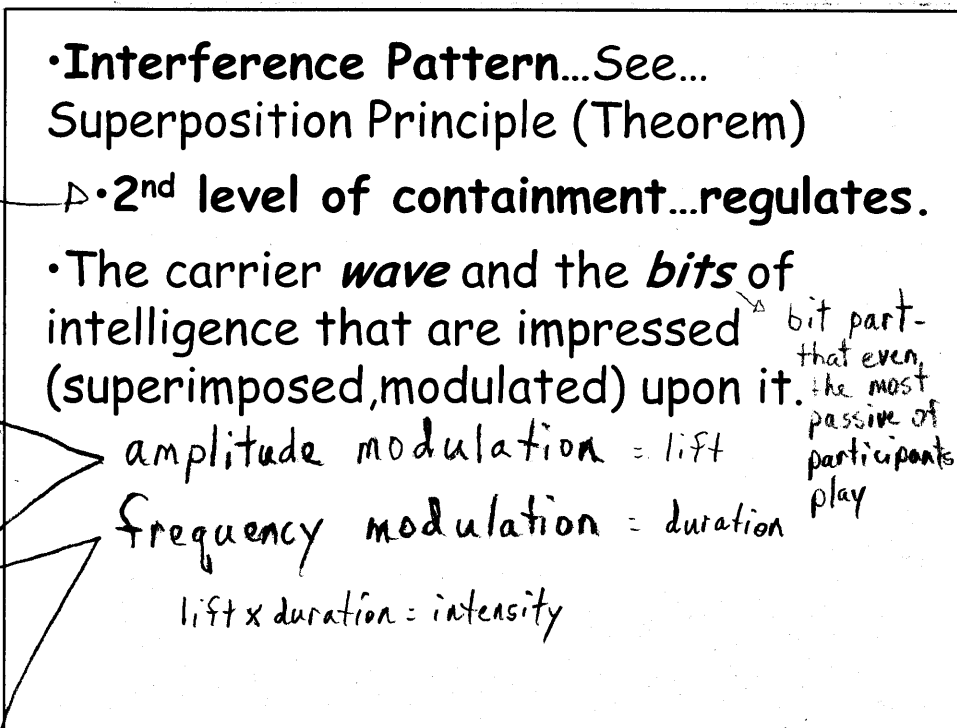 •Interference Pattern...See...
Superposition Principle (Theorem)
•2nd level of containment...regulates.
•The carrier wave and the bits of
intelligence that are impressed
(superimposed,modulated) upon it.
bit part-
that even,
the most
passive of
participants
play
amplitude modulation = lift
frequency modulation = duration
lift x duration = intensity